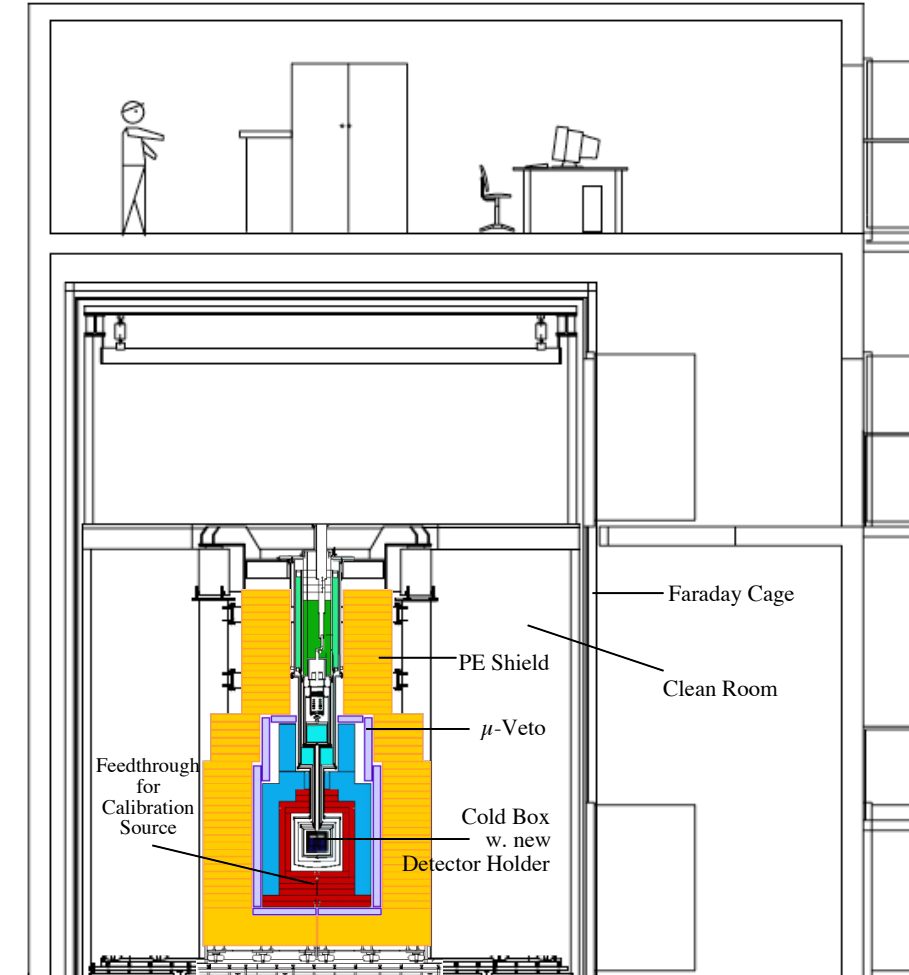 Faraday Cage
PE Shield
Clean Room
μ-Veto
Feedthrough
for
Calibration
Source
Cold Box
w. new
Detector Holder